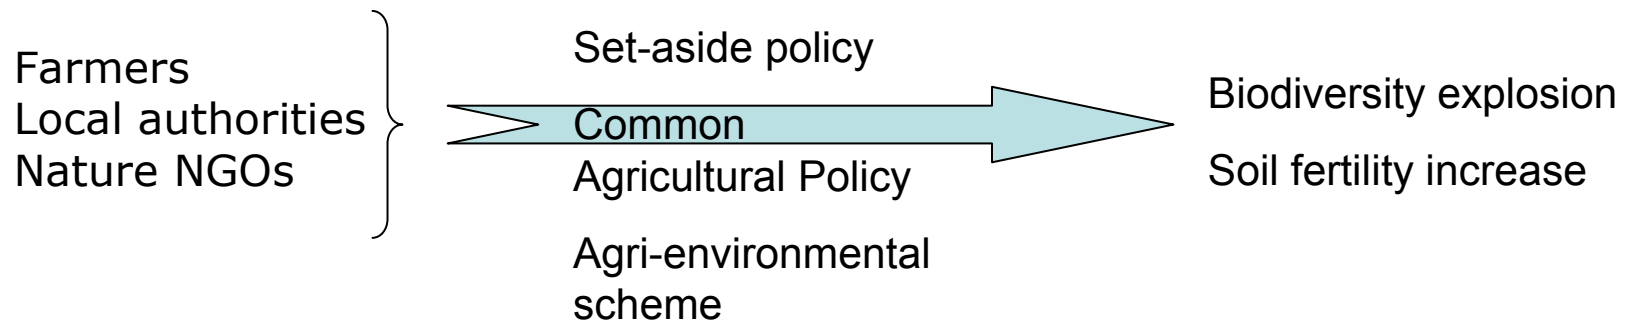 Farmers
Local authorities
Nature NGOs
Set-aside policy
Common
Agricultural Policy
Agri-environmental
scheme
Biodiversity explosion
Soil fertility increase